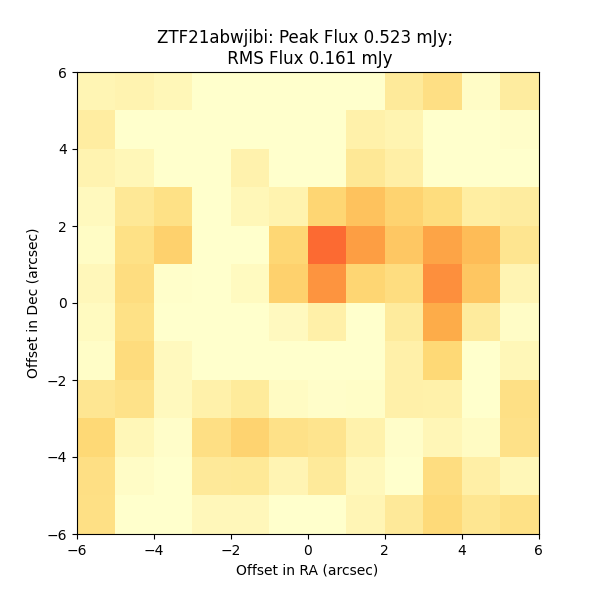 ZTF21abwjibi: Peak Flux 0.523 mJy;
RMS Flux 0.161 mJy
6
4
2
0
−2
−4
−6
Offset in Dec (arcsec)
−6 −4 −2 0 2 4 6
Offset in RA (arcsec)